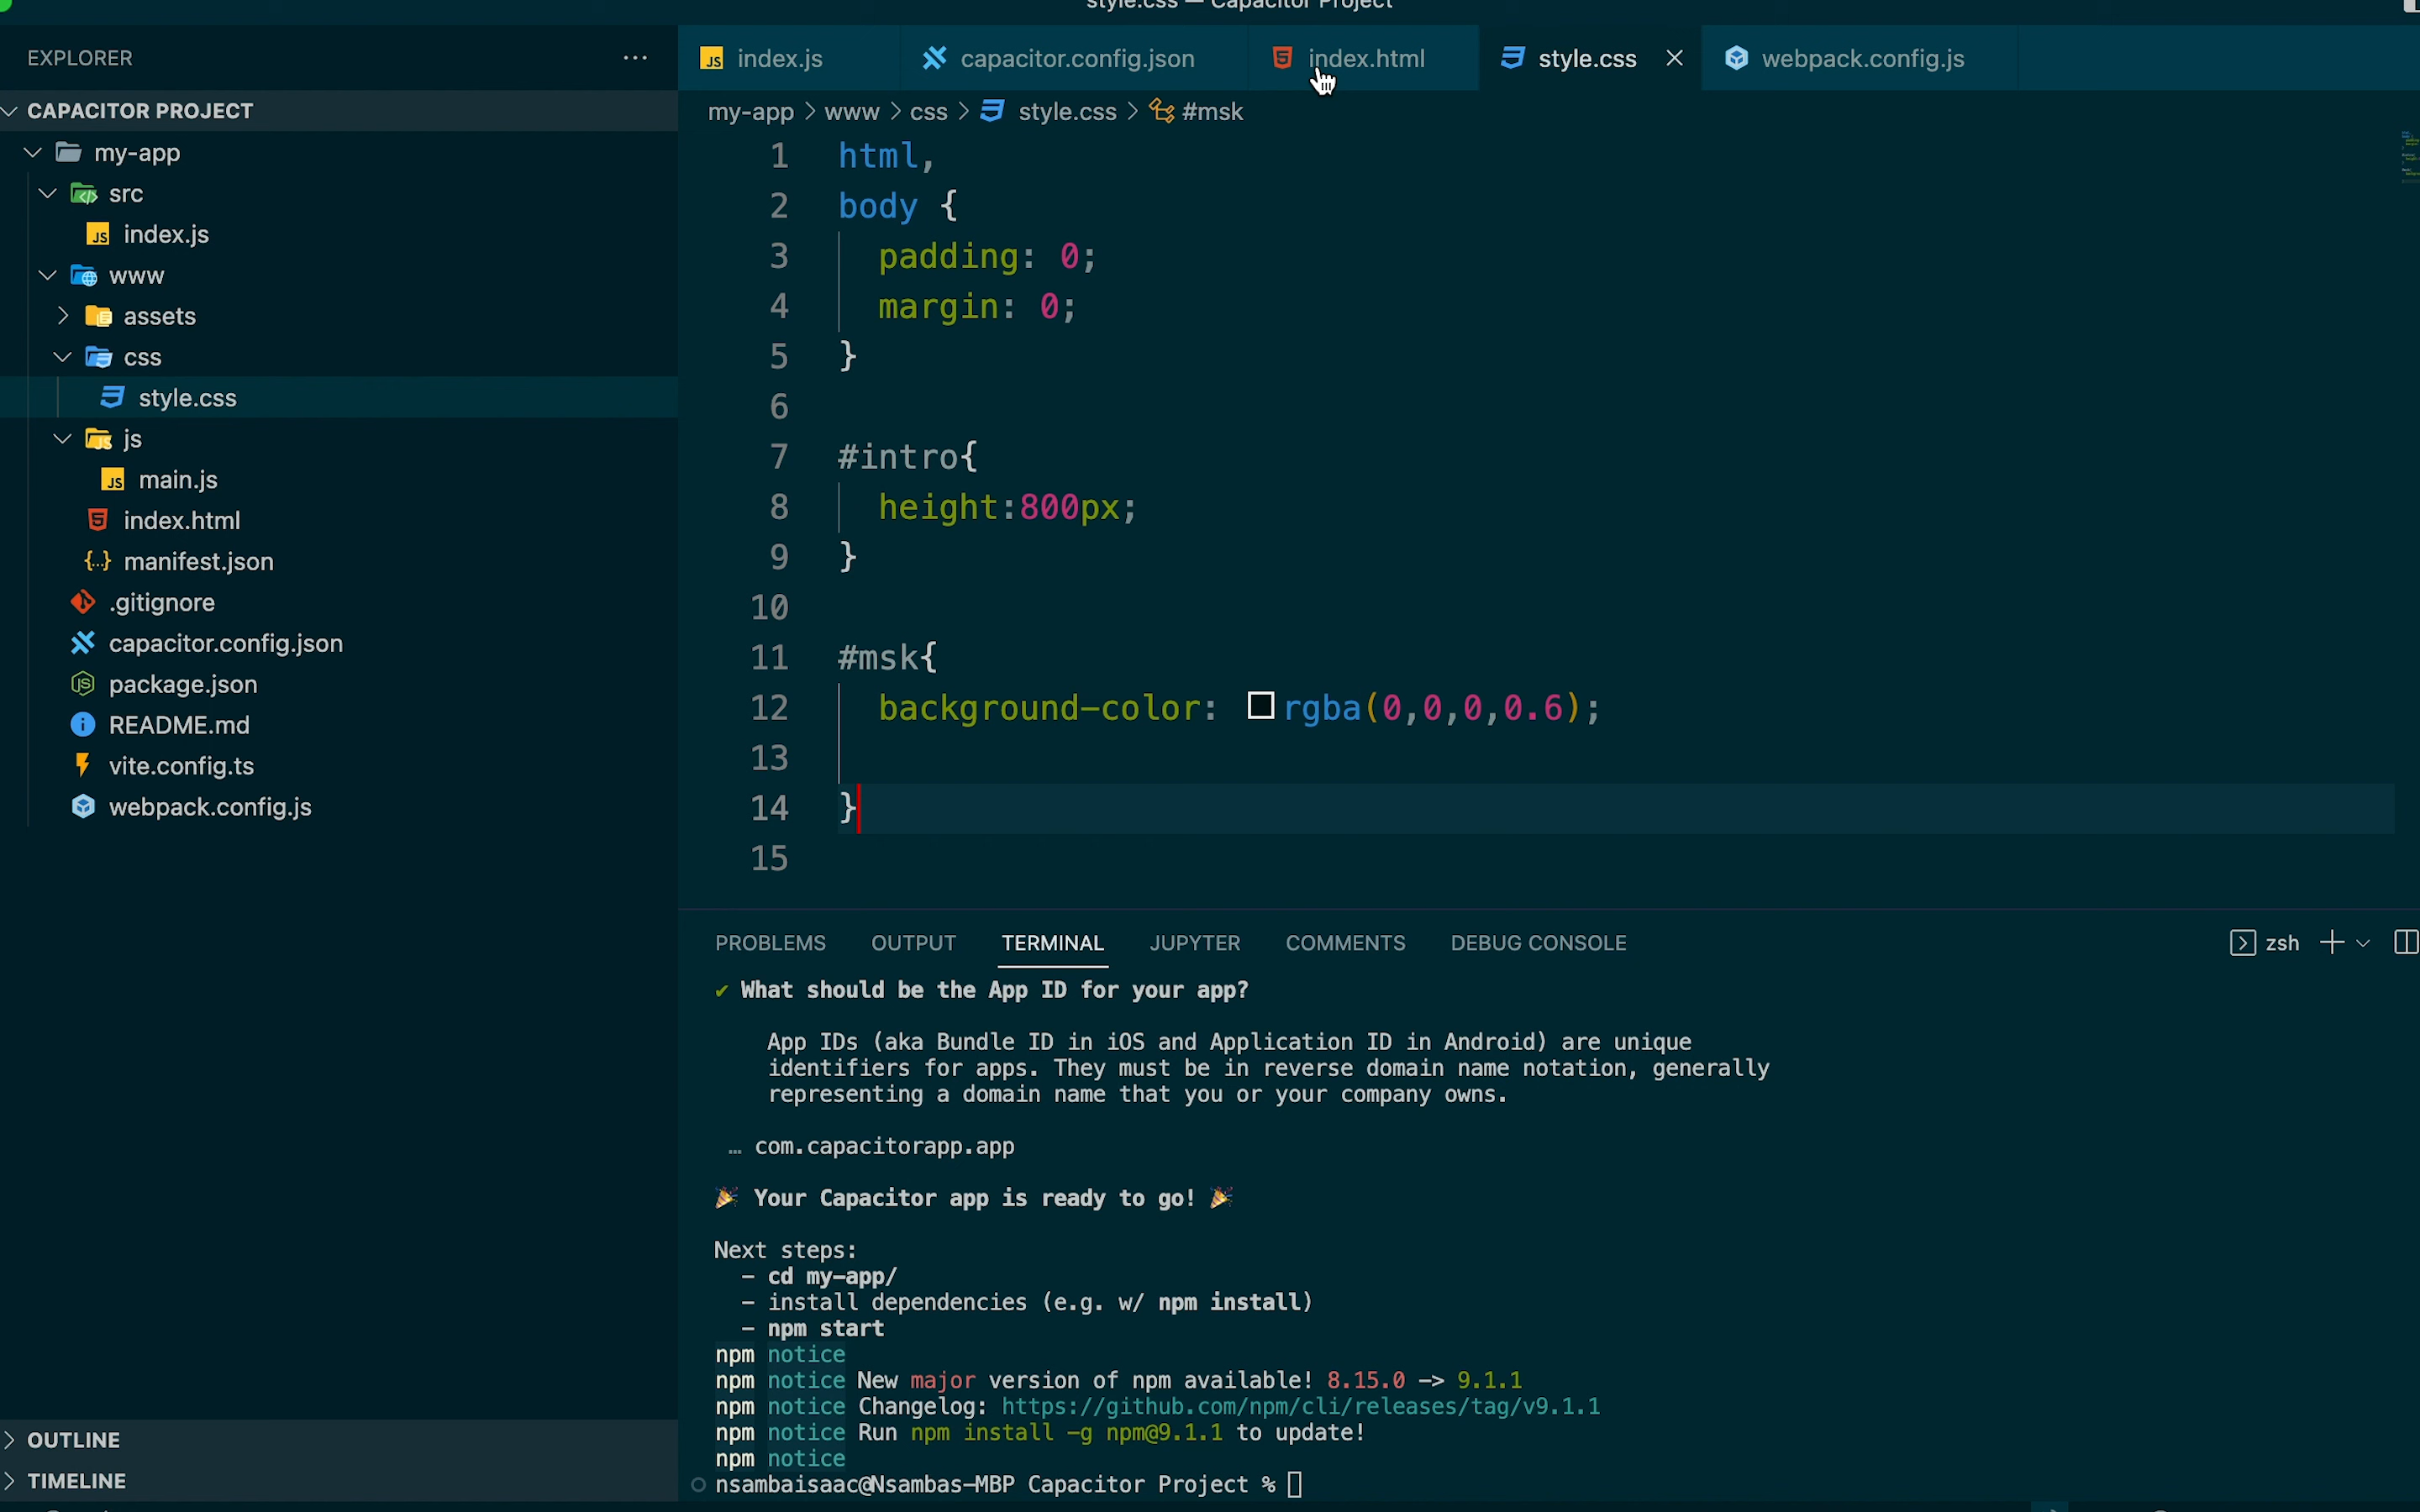 style.css — Capacitor Project
EXPLORER
CAPACITOR PROJECT
my-app
src
index.js
www
assets
css
style.css
js
main.js
index.html
manifest.json
.gitignore
capacitor.config.json
package.json
README.md
vite.config.ts
webpack.config.js
OUTLINE
TIMELINE
index.js capacitor.config.json index.html style.css webpack.config.js
my-app > www > css > style.css > #msk
1 html,
2 body {
3 padding: 0;
4 margin: 0;
5 }
6
7 #intro{
8 height:800px;
9 }
10
11 #msk{
12 background-color: rgba(0,0,0,0.6);
13
14 }
15
PROBLEMS OUTPUT TERMINAL JUPYTER COMMENTS DEBUG CONSOLE zsh
✔ What should be the App ID for your app?
App IDs (aka Bundle ID in iOS and Application ID in Android) are unique
identifiers for apps. They must be in reverse domain name notation, generally
representing a domain name that you or your company owns.
… com.capacitorapp.app
🎉 Your Capacitor app is ready to go! 🎉
Next steps:
- cd my-app/
- install dependencies (e.g. w/ npm install)
- npm start
npm notice
npm notice New major version of npm available! 8.15.0 -> 9.1.1
npm notice Changelog: https://github.com/npm/cli/releases/tag/v9.1.1
npm notice Run npm install -g npm@9.1.1 to update!
npm notice
nsambaisaac@Nsambas-MBP Capacitor Project %